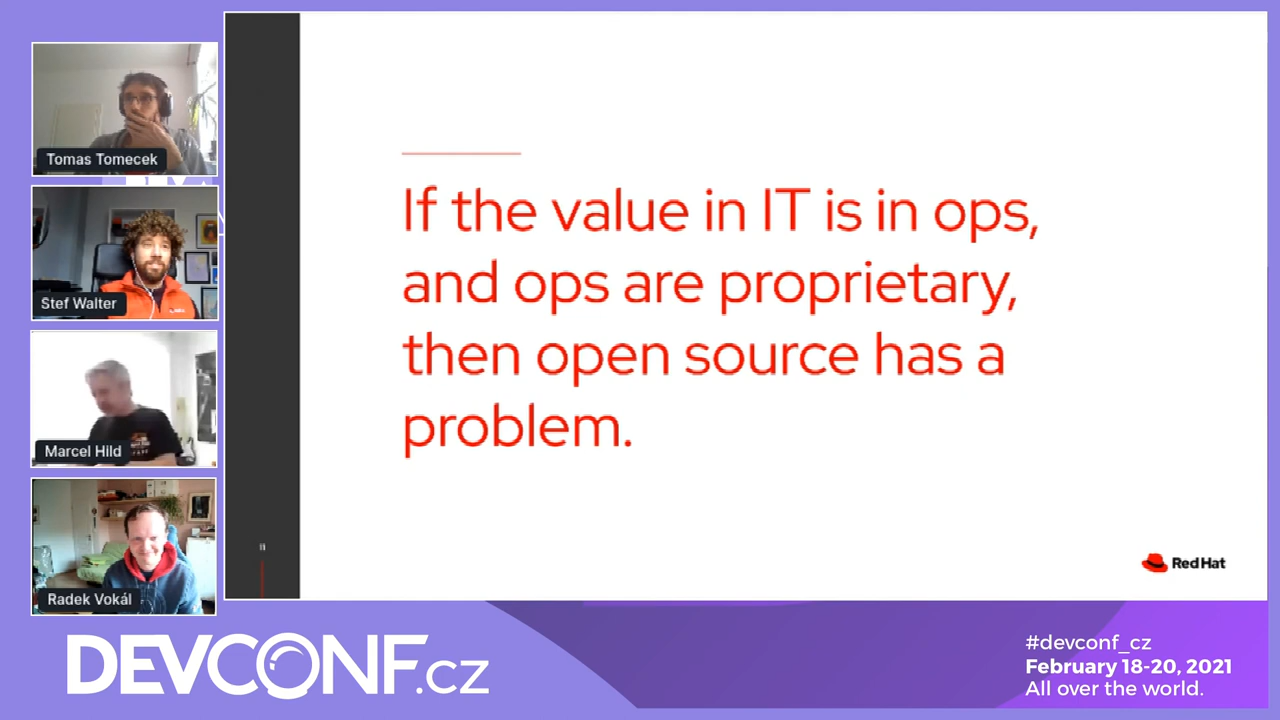 Tomas Tomecek
Stef Walter
Marcel Hild
Radek Vokál
If the value in IT is in ops,
and ops are proprietary,
then open source has a
problem.
11
Red Hat
DEVCONF.cz
#devconf_cz
February 18-20, 2021
All over the world.